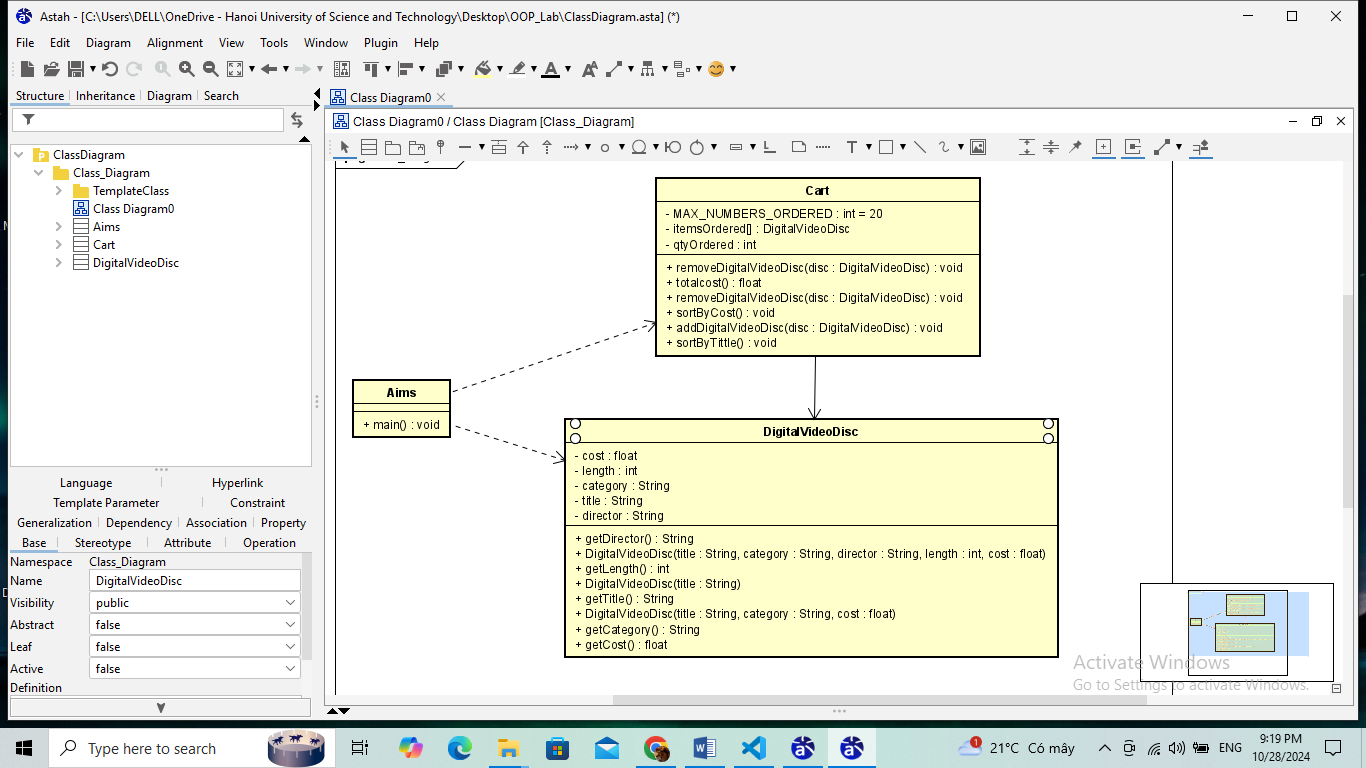 Astah - [C:\Users\DELL\OneDrive - Hanoi University of Science and Technology\Desktop\OOP_Lab\ClassDiagram.asta] (*)
File Edit Diagram Alignment View Tools Window Plugin Help
Structure Inheritance Diagram Search
Class Diagram0
Class Diagram0 / Class Diagram [Class_Diagram]
ClassDiagram
Class_Diagram
TemplateClass
Class Diagram0
Aims
Cart
DigitalVideoDisc
Cart
- MAX_NUMBERS_ORDERED : int = 20
- itemsOrdered[] : DigitalVideoDisc
- qtyOrdered : int
+ removeDigitalVideoDisc(disc : DigitalVideoDisc) : void
+ totalcost() : float
+ removeDigitalVideoDisc(disc : DigitalVideoDisc) : void
+ sortByCost() : void
+ addDigitalVideoDisc(disc : DigitalVideoDisc) : void
+ sortByTittle() : void
Aims
+ main() : void
DigitalVideoDisc
- cost : float
- length : int
- category : String
- title : String
- director : String
+ getDirector() : String
+ DigitalVideoDisc(title : String, category : String, director : String, length : int, cost : float)
+ getLength() : int
+ DigitalVideoDisc(title : String)
+ getTitle() : String
+ DigitalVideoDisc(title : String, category : String, cost : float)
+ getCategory() : String
+ getCost() : float
Language Hyperlink
Template Parameter Constraint
Generalization Dependency Association Property
Base Stereotype Attribute Operation
Namespace Class_Diagram
Name DigitalVideoDisc
Visibility public
Abstract false
Leaf false
Active false
Definition
Activate Windows
Go to Settings to activate Windows.
Type here to search
1
21°C Có mây
ENG
9:19 PM
10/28/2024